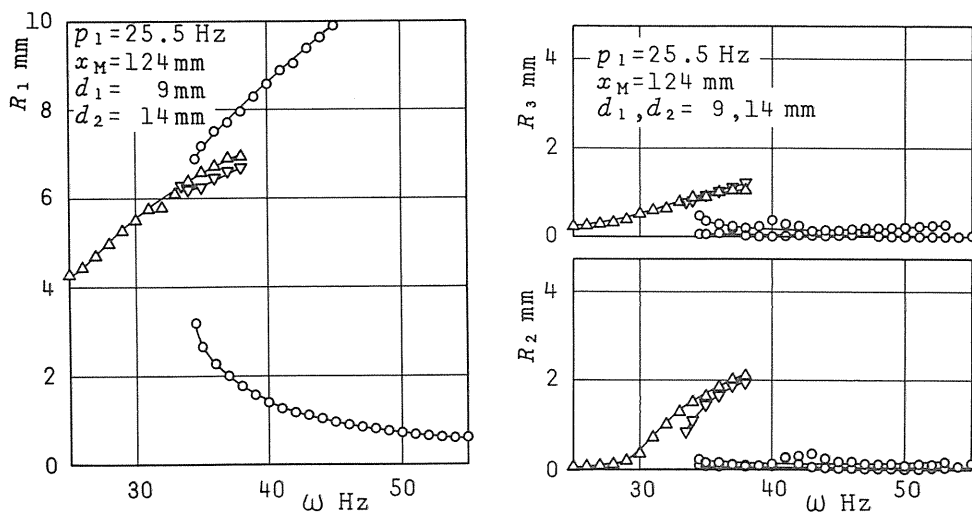 10
p₁=25.5 Hz
x_M=124 mm
d₁= 9 mm
d₂= 14 mm
R₁ mm
8
6
4
2
0
30 40 50
ω Hz
p₁=25.5 Hz
x_M=124 mm
d₁,d₂= 9,14 mm
R₃ mm
4
2
0
R₂ mm
4
2
0
30 40 50
ω Hz